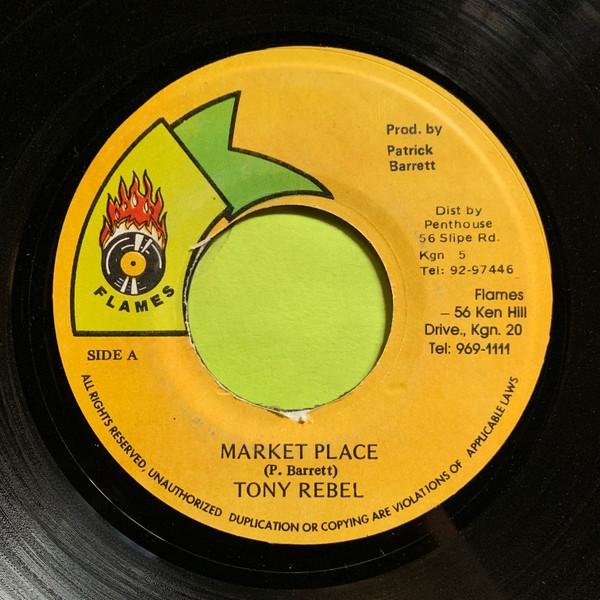 Prod. by
Patrick
Barrett
Dist by
Penthouse
56 Slipe Rd.
Kgn 5
Tel: 92-97446
Flames
– 56 Ken Hill
Drive., Kgn. 20
Tel: 969-1111
FLAMES
SIDE A
MARKET PLACE
(P. Barrett)
TONY REBEL
ALL RIGHTS RESERVED, UNAUTHORIZED DUPLICATION OR COPYING ARE VIOLATIONS OF APPLICABLE LAWS